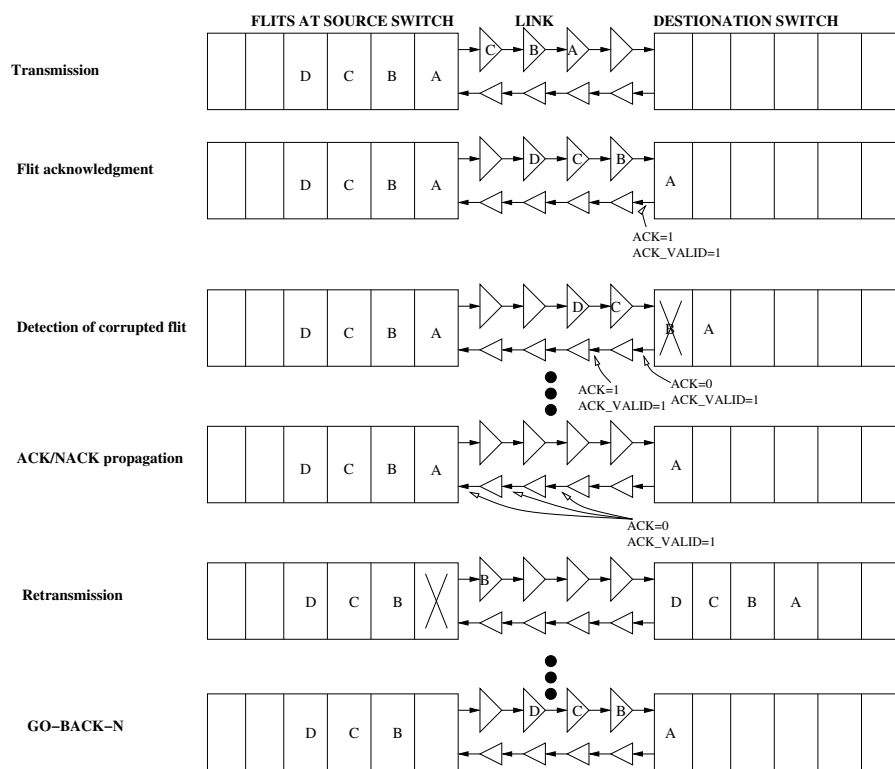 FLITS AT SOURCE SWITCH LINK DESTIONATION SWITCH
Transmission
D C B A C B A
Flit acknowledgment
D C B A D C B A
ACK=1
ACK_VALID=1
Detection of corrupted flit
D C B A D C B A
ACK=1
ACK_VALID=1
ACK=0
ACK_VALID=1
ACK/NACK propagation
D C B A A
ACK=0
ACK_VALID=1
Retransmission
D C B B D C B A
GO-BACK-N
D C B D C B A